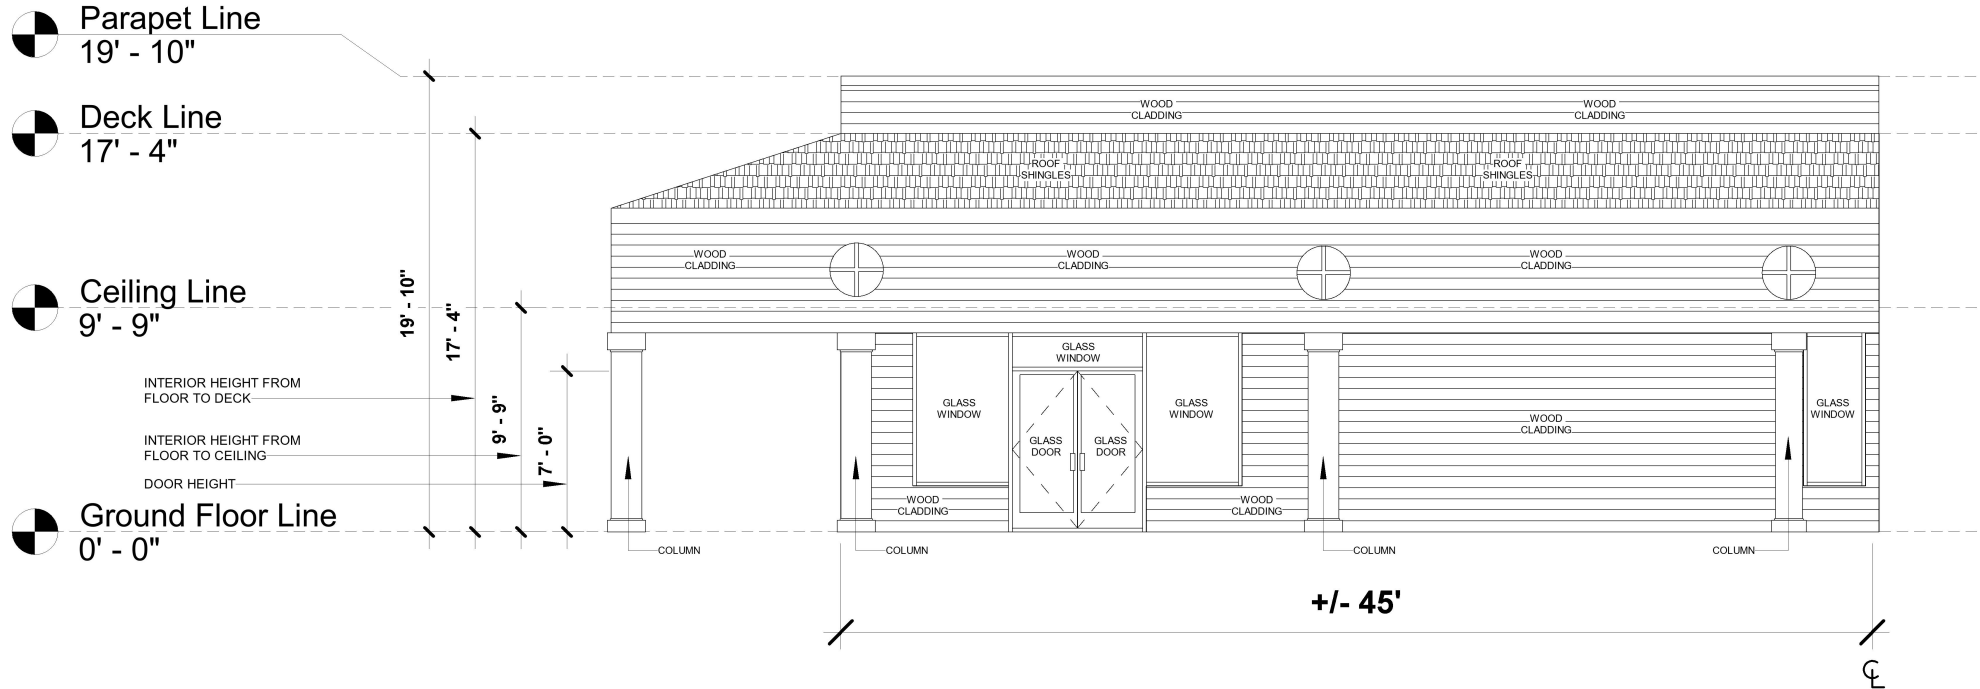 Parapet Line
19' - 10"
Deck Line
17' - 4"
Ceiling Line
9' - 9"
Ground Floor Line
0' - 0"
INTERIOR HEIGHT FROM
FLOOR TO DECK
INTERIOR HEIGHT FROM
FLOOR TO CEILING
DOOR HEIGHT
19' - 10"
17' - 4"
9' - 9"
7' - 0"
WOOD
CLADDING
WOOD
CLADDING
ROOF
SHINGLES
ROOF
SHINGLES
WOOD
CLADDING
WOOD
CLADDING
WOOD
CLADDING
GLASS
WINDOW
GLASS
WINDOW
GLASS
WINDOW
GLASS
WINDOW
GLASS
DOOR
GLASS
DOOR
WOOD
CLADDING
WOOD
CLADDING
WOOD
CLADDING
COLUMN
COLUMN
COLUMN
COLUMN
+/- 45'
℄